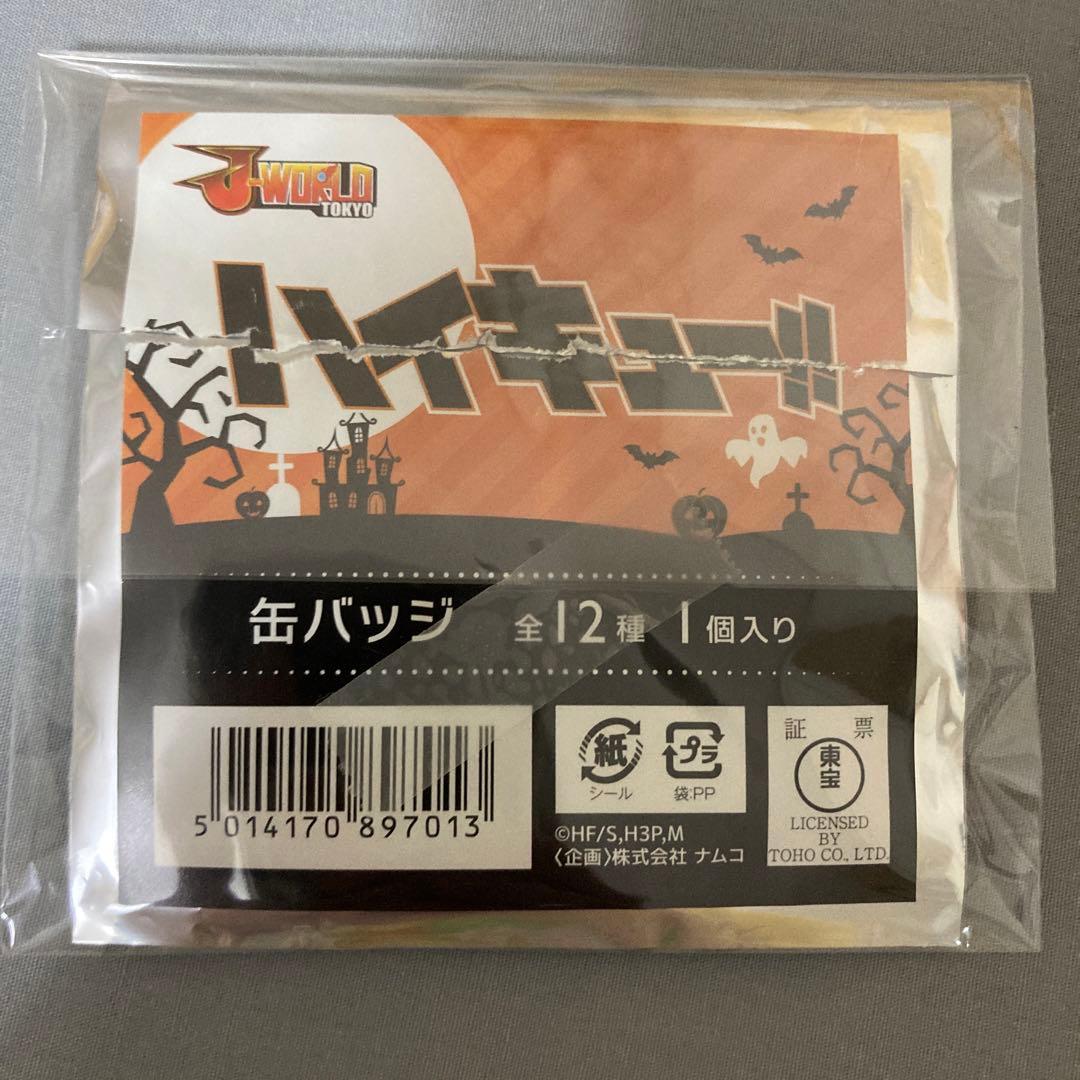 J-WORLD
TOKYO
ハイキュー!!
缶バッジ 全12種 1個入り
5 014170 897013
紙
シール
プラ
袋:PP
証票
東宝
LICENSED
BY
TOHO CO., LTD.
©HF/S,H3P,M
〈企画〉株式会社 ナムコ